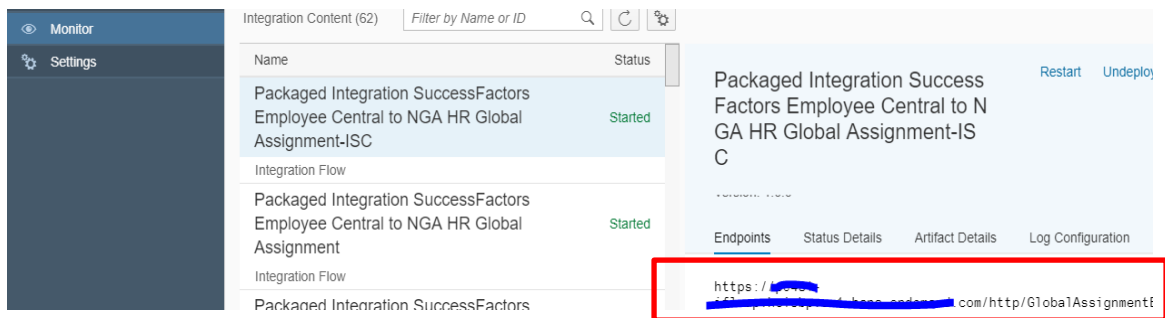 Monitor
Settings
Integration Content (62)
Filter by Name or ID
Name
Status
Packaged Integration SuccessFactors
Employee Central to NGA HR Global
Assignment-ISC
Started
Integration Flow
Packaged Integration SuccessFactors
Employee Central to NGA HR Global
Assignment
Started
Integration Flow
Packaged Integration SuccessFactors
Packaged Integration Success
Factors Employee Central to N
GA HR Global Assignment-IS
C
Restart
Undeploy
Endpoints
Status Details
Artifact Details
Log Configuration
https://
.com/http/GlobalAssignment